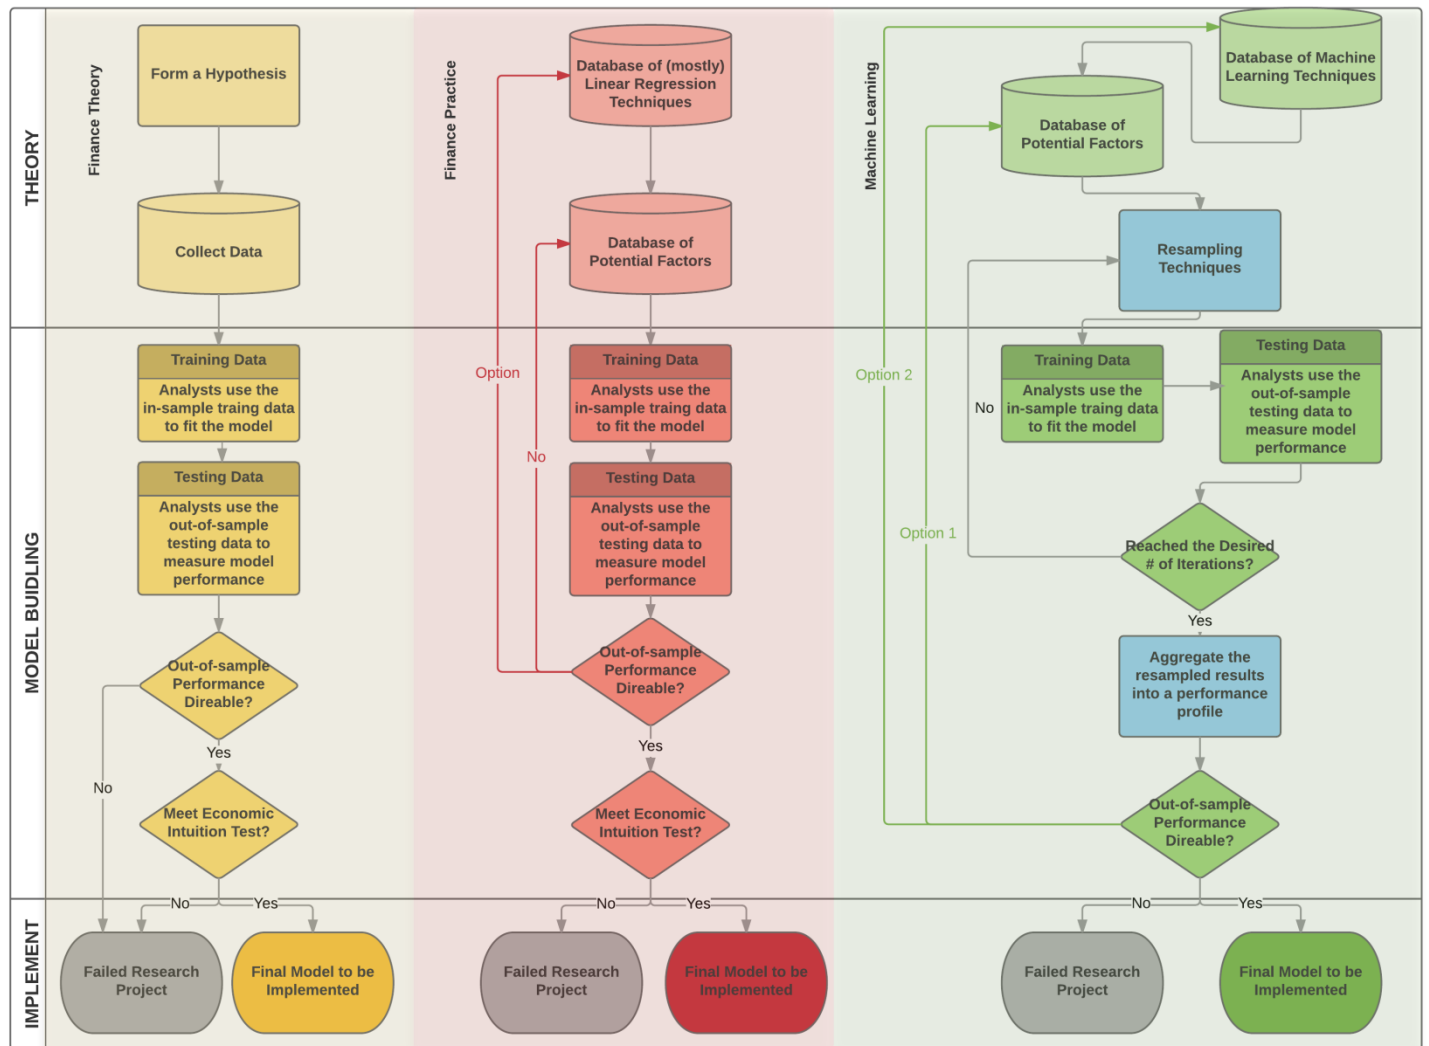 THEORY
MODEL BUIDLING
IMPLEMENT
Finance Theory
Form a Hypothesis
Collect Data
Training Data
Analysts use the
in-sample traing data
to fit the model
Testing Data
Analysts use the
out-of-sample
testing data to
measure model
performance
Out-of-sample
Performance
Direable?
Yes
No
Meet Economic
Intuition Test?
No
Yes
Failed Research
Project
Final Model to be
Implemented
Finance Practice
Database of (mostly)
Linear Regression
Techniques
Database of
Potential Factors
Option
No
Training Data
Analysts use the
in-sample traing data
to fit the model
Testing Data
Analysts use the
out-of-sample
testing data to
measure model
performance
Out-of-sample
Performance
Direable?
Yes
Meet Economic
Intuition Test?
No
Yes
Failed Research
Project
Final Model to be
Implemented
Machine Learning
Database of Machine
Learning Techniques
Database of
Potential Factors
Resampling
Techniques
Option 2
Option 1
No
Training Data
Analysts use the
in-sample traing data
to fit the model
Testing Data
Analysts use the
out-of-sample
testing data to
measure model
performance
Reached the Desired
# of Iterations?
Yes
Aggregate the
resampled results
into a performance
profile
Out-of-sample
Performance
Direable?
No
Yes
Failed Research
Project
Final Model to be
Implemented